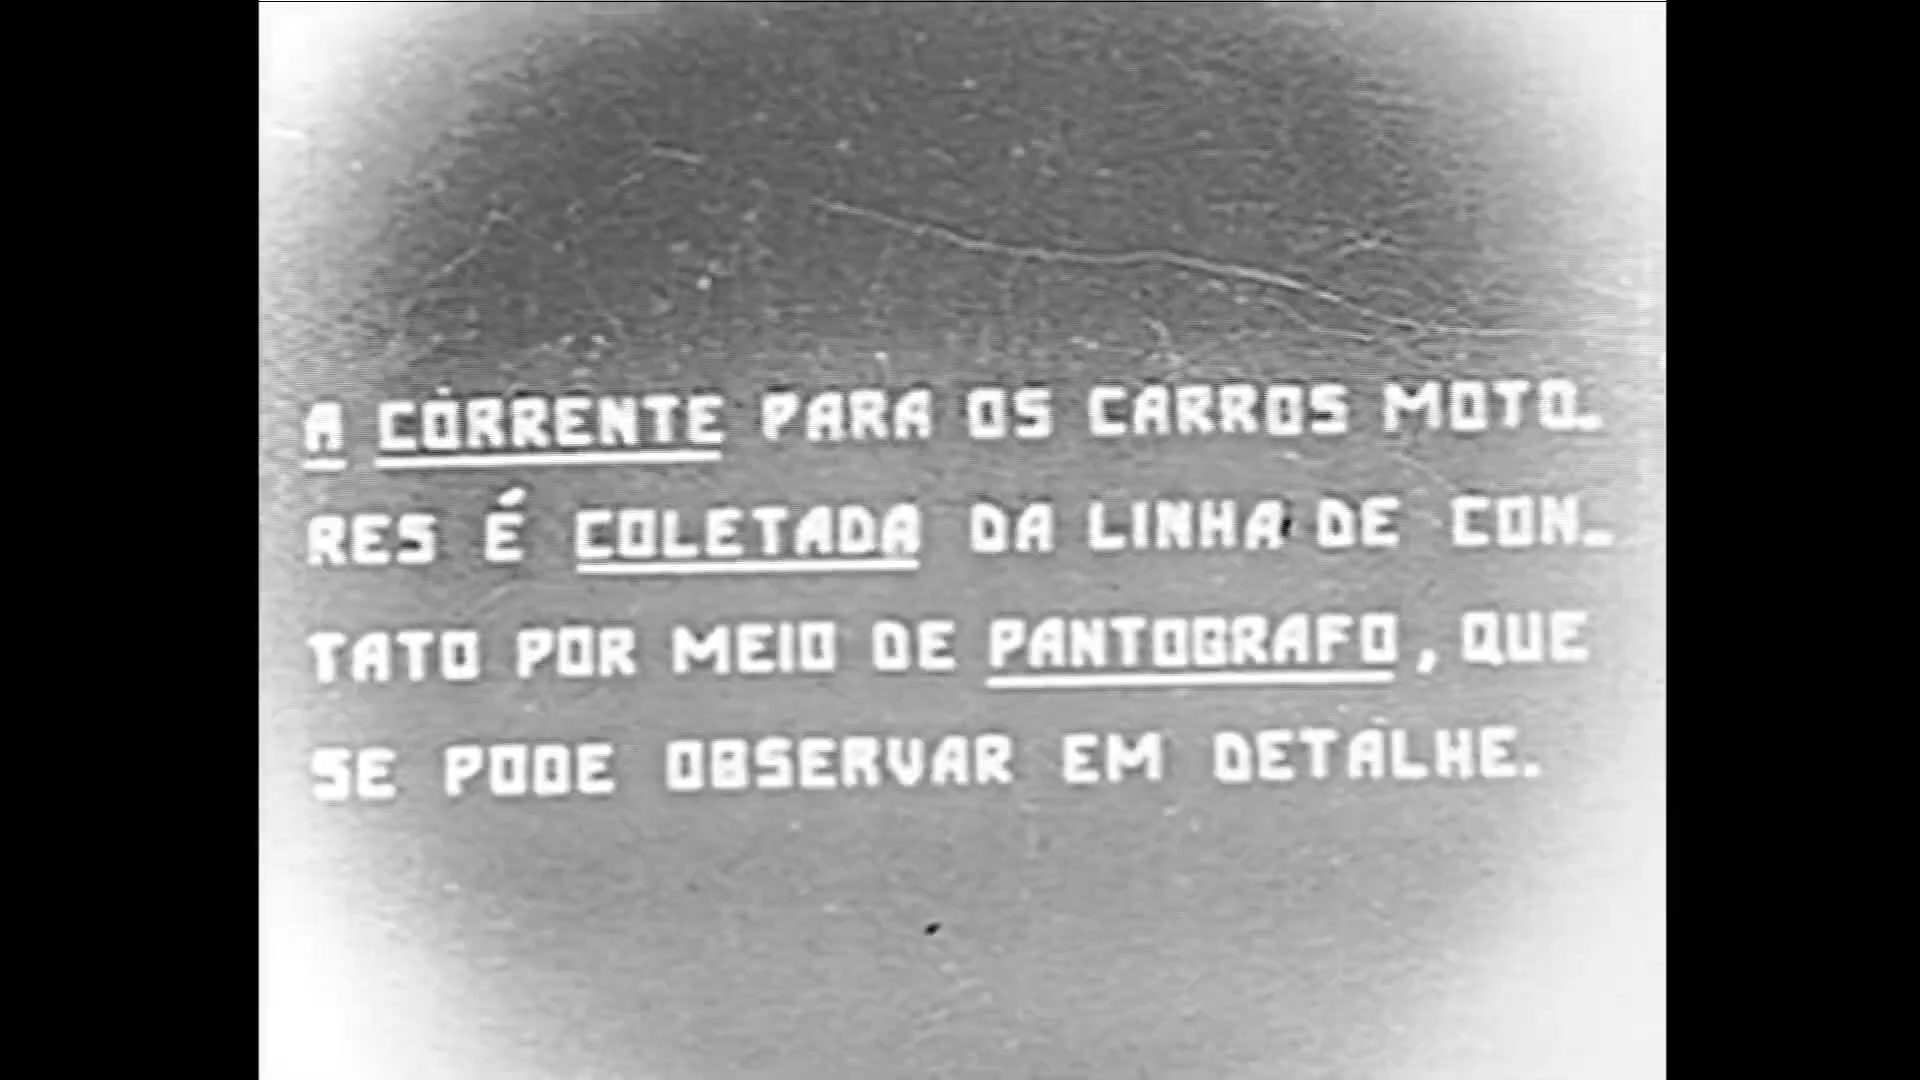 A CORRENTE PARA OS CARROS MOTO-
RES É COLETADA DA LINHA DE CON-
TATO POR MEIO DE PANTOGRAFO, QUE
SE PODE OBSERVAR EM DETALHE.